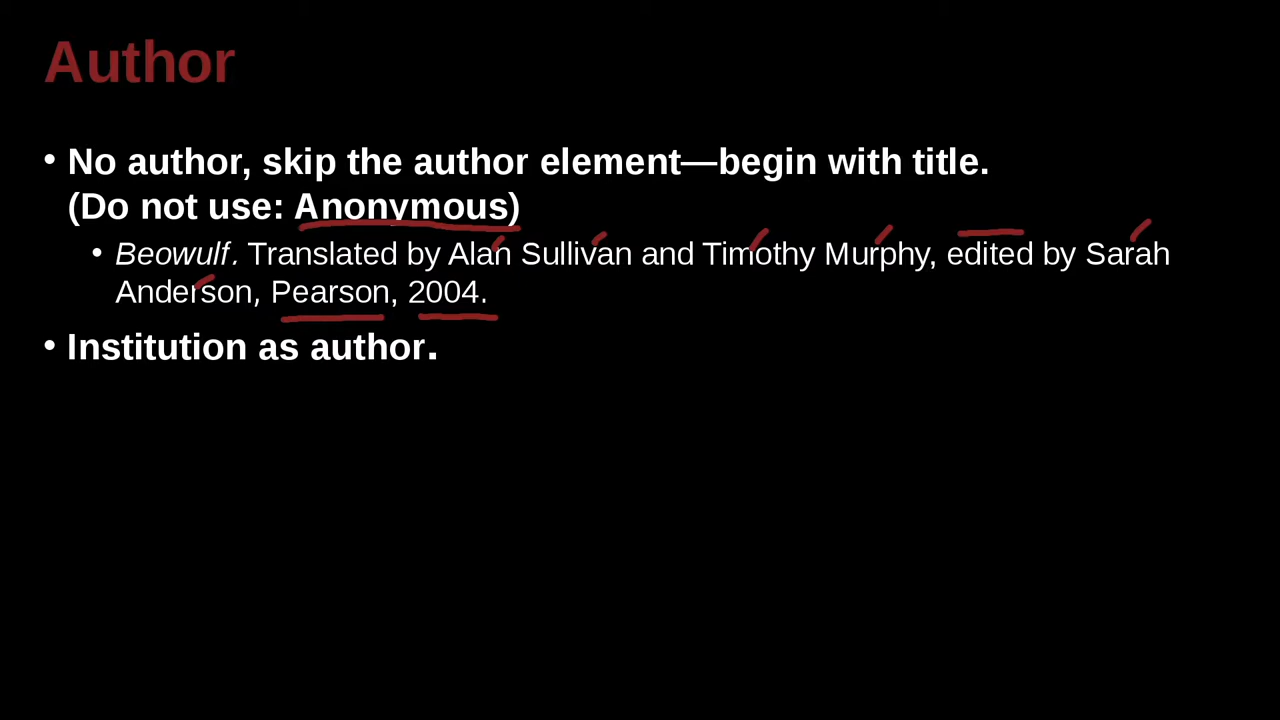 Author
• No author, skip the author element—begin with title.
(Do not use: Anonymous)
• Beowulf. Translated by Alan Sullivan and Timothy Murphy, edited by Sarah
Anderson, Pearson, 2004.
• Institution as author.